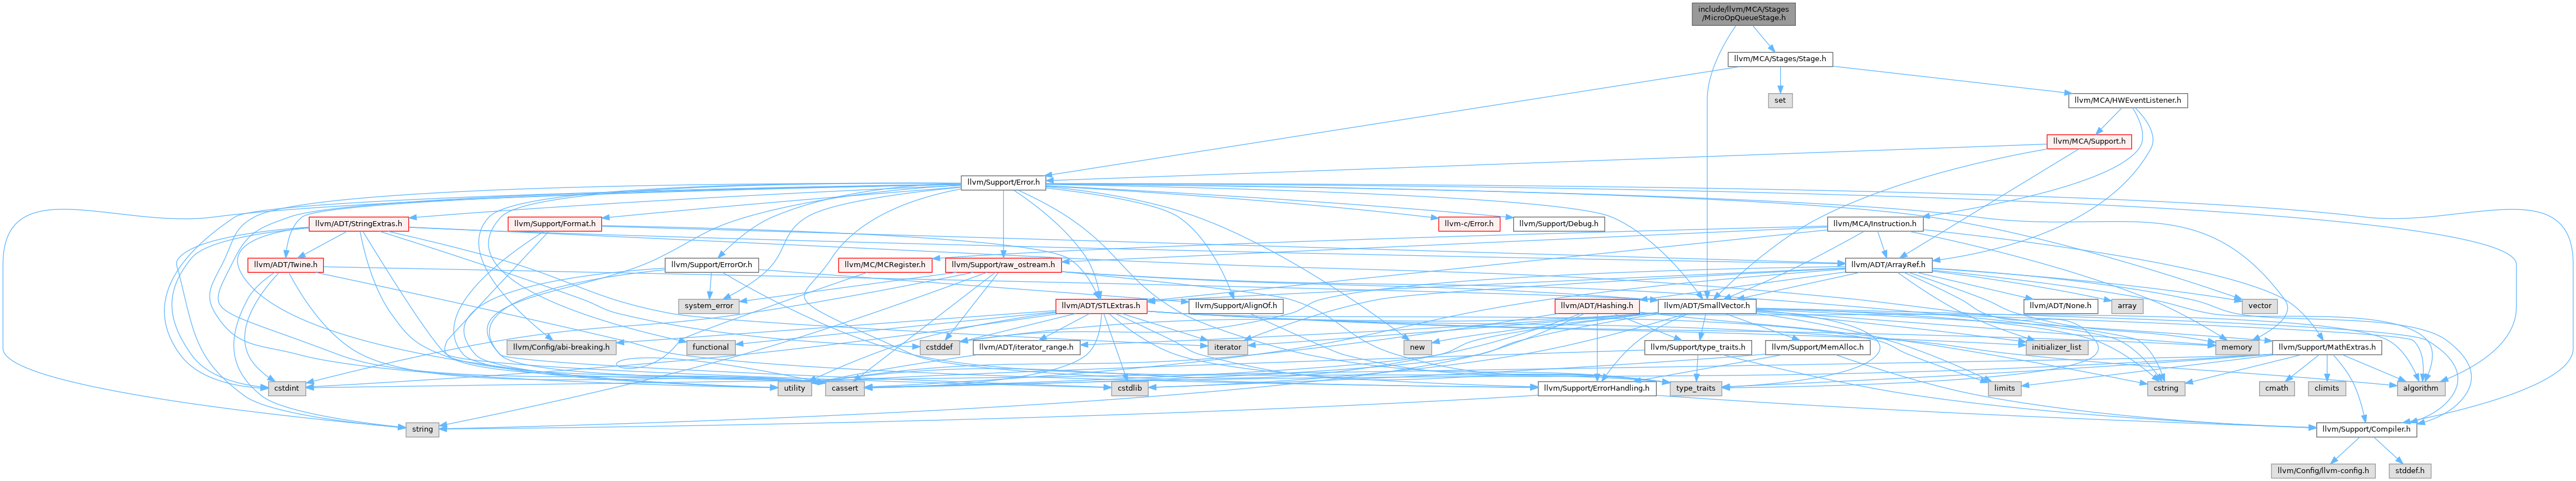 include/llvm/MCA/Stages
/MicroOpQueueStage.h
llvm/MCA/Stages/Stage.h
set
llvm/MCA/HWEventListener.h
llvm/MCA/Support.h
llvm/Support/Error.h
llvm/ADT/StringExtras.h
llvm/Support/Format.h
llvm-c/Error.h
llvm/Support/Debug.h
llvm/MCA/Instruction.h
llvm/ADT/Twine.h
llvm/Support/ErrorOr.h
llvm/MC/MCRegister.h
llvm/Support/raw_ostream.h
llvm/ADT/ArrayRef.h
system_error
llvm/ADT/STLExtras.h
llvm/Support/AlignOf.h
llvm/ADT/Hashing.h
llvm/ADT/SmallVector.h
llvm/ADT/None.h
array
vector
llvm/Config/abi-breaking.h
functional
cstddef
llvm/ADT/iterator_range.h
iterator
new
llvm/Support/type_traits.h
llvm/Support/MemAlloc.h
initializer_list
memory
llvm/Support/MathExtras.h
cstdint
utility
cassert
cstdlib
llvm/Support/ErrorHandling.h
type_traits
limits
cstring
cmath
climits
algorithm
string
llvm/Support/Compiler.h
llvm/Config/llvm-config.h
stddef.h